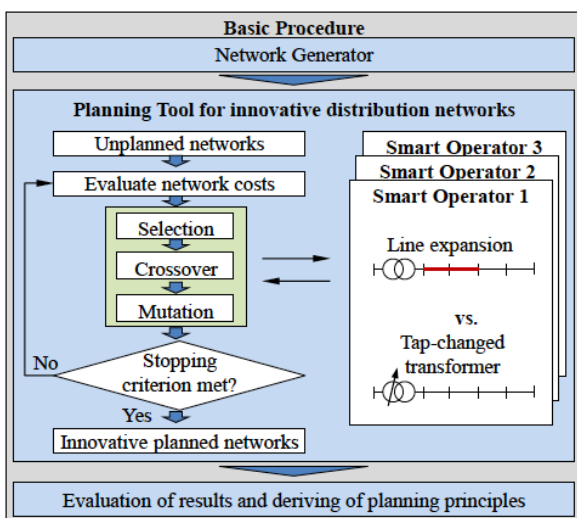 Basic Procedure
Network Generator
Planning Tool for innovative distribution networks
Unplanned networks
Evaluate network costs
Selection
Crossover
Mutation
No
Stopping
criterion met?
Yes
Innovative planned networks
Smart Operator 3
Smart Operator 2
Smart Operator 1
Line expansion
vs.
Tap-changed
transformer
Evaluation of results and deriving of planning principles